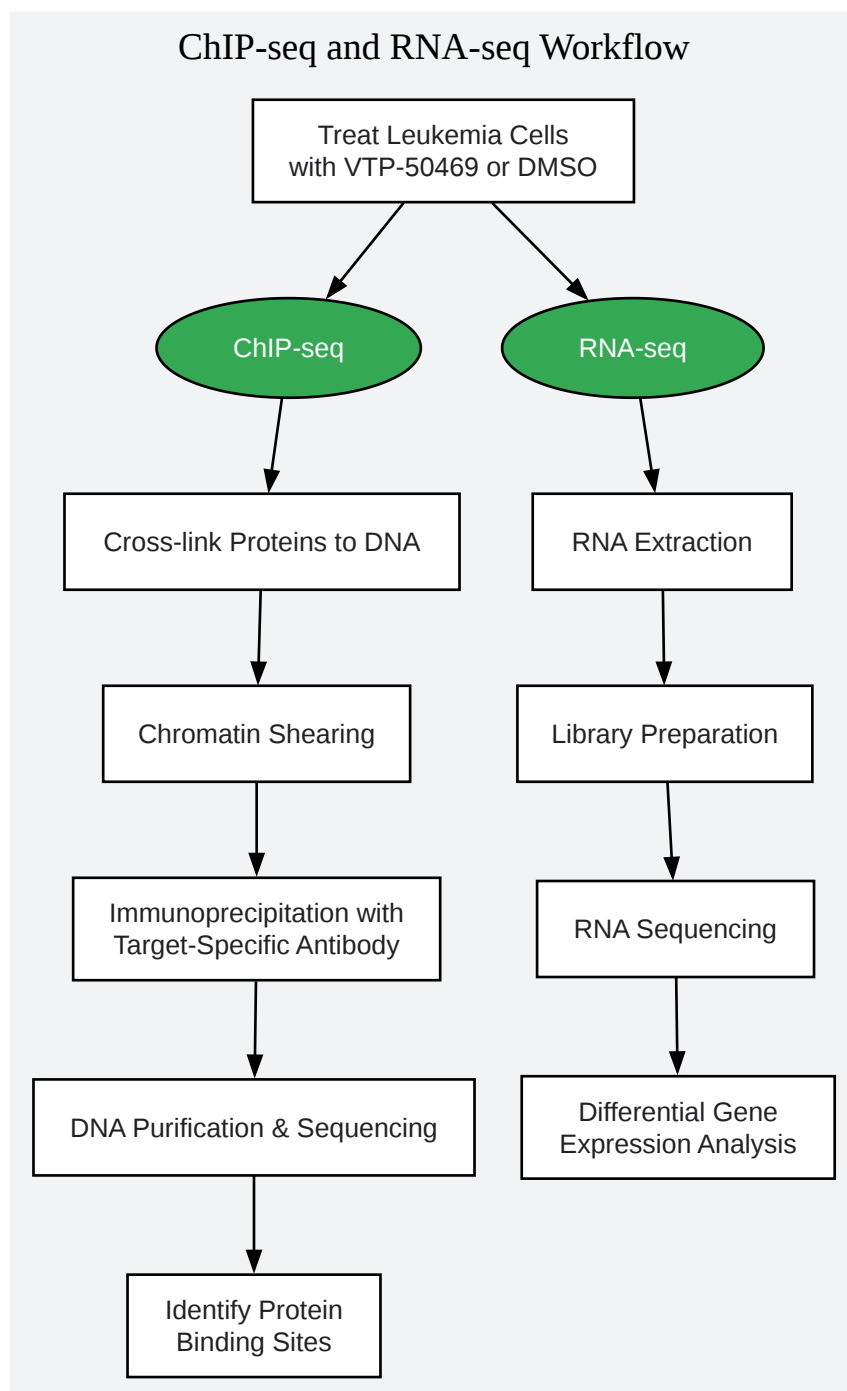 ChIP-seq and RNA-seq Workflow
Treat Leukemia Cells
with VTP-50469 or DMSO
ChIP-seq
RNA-seq
Cross-link Proteins to DNA
RNA Extraction
Chromatin Shearing
Library Preparation
Immunoprecipitation with
Target-Specific Antibody
RNA Sequencing
DNA Purification & Sequencing
Differential Gene
Expression Analysis
Identify Protein
Binding Sites